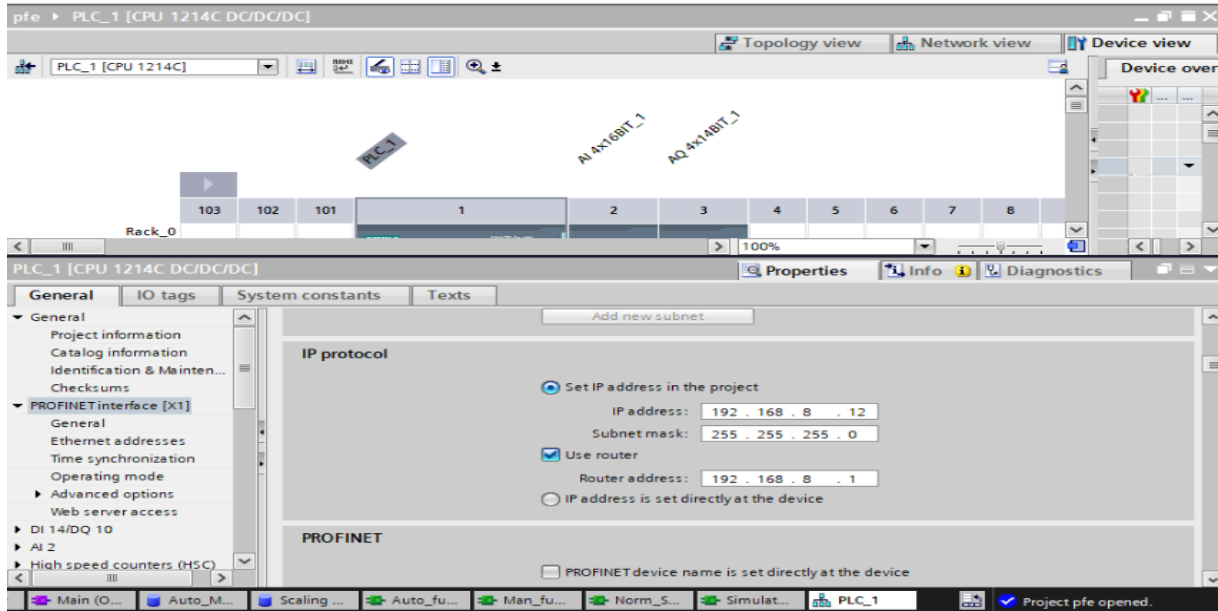 pfe ▸ PLC_1 [CPU 1214C DC/DC/DC]
Topology view Network view Device view
PLC_1 [CPU 1214C] Device over
PLC_1 AI 4x16BIT_1 AQ 4x14BIT_1
103 102 101 1 2 3 4 5 6 7 8
Rack_0
100%
PLC_1 [CPU 1214C DC/DC/DC] Properties Info Diagnostics
General IO tags System constants Texts
General
Project information
Catalog information
Identification & Mainten...
Checksums
PROFINET interface [X1]
General
Ethernet addresses
Time synchronization
Operating mode
Advanced options
Web server access
DI 14/DQ 10
AI 2
High speed counters (HSC)
Add new subnet
IP protocol
Set IP address in the project
IP address: 192 . 168 . 8 . 12
Subnet mask: 255 . 255 . 255 . 0
Use router
Router address: 192 . 168 . 8 . 1
IP address is set directly at the device
PROFINET
PROFINET device name is set directly at the device
Main (O... Auto_M... Scaling ... Auto_fu... Man_fu... Norm_S... Simulat... PLC_1 Project pfe opened.